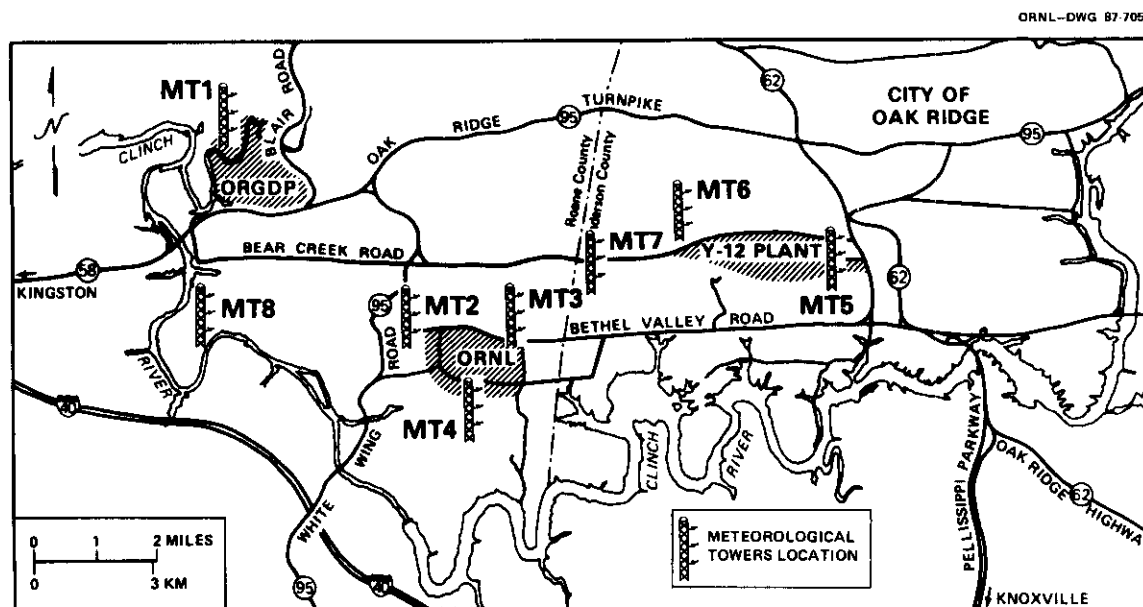 ORNL–DWG 87-705
N
MT1
BLAIR ROAD
CLINCH
ORGDP
OAK RIDGE 95 TURNPIKE
62
CITY OF
OAK RIDGE
95
Roane County
Anderson County
MT6
MT7
Y-12 PLANT
BEAR CREEK ROAD
58
KINGSTON
MT8
RIVER
95
ROAD
MT2
MT3
BETHEL VALLEY ROAD
MT5
62
ORNL
MT4
40
WHITE WING
CLINCH
RIVER
PELLISSIPPI PARKWAY
OAK RIDGE
62
HIGHWA
0 1 2 MILES
0 3 KM
METEOROLOGICAL
TOWERS LOCATION
95
40
KNOXVILLE